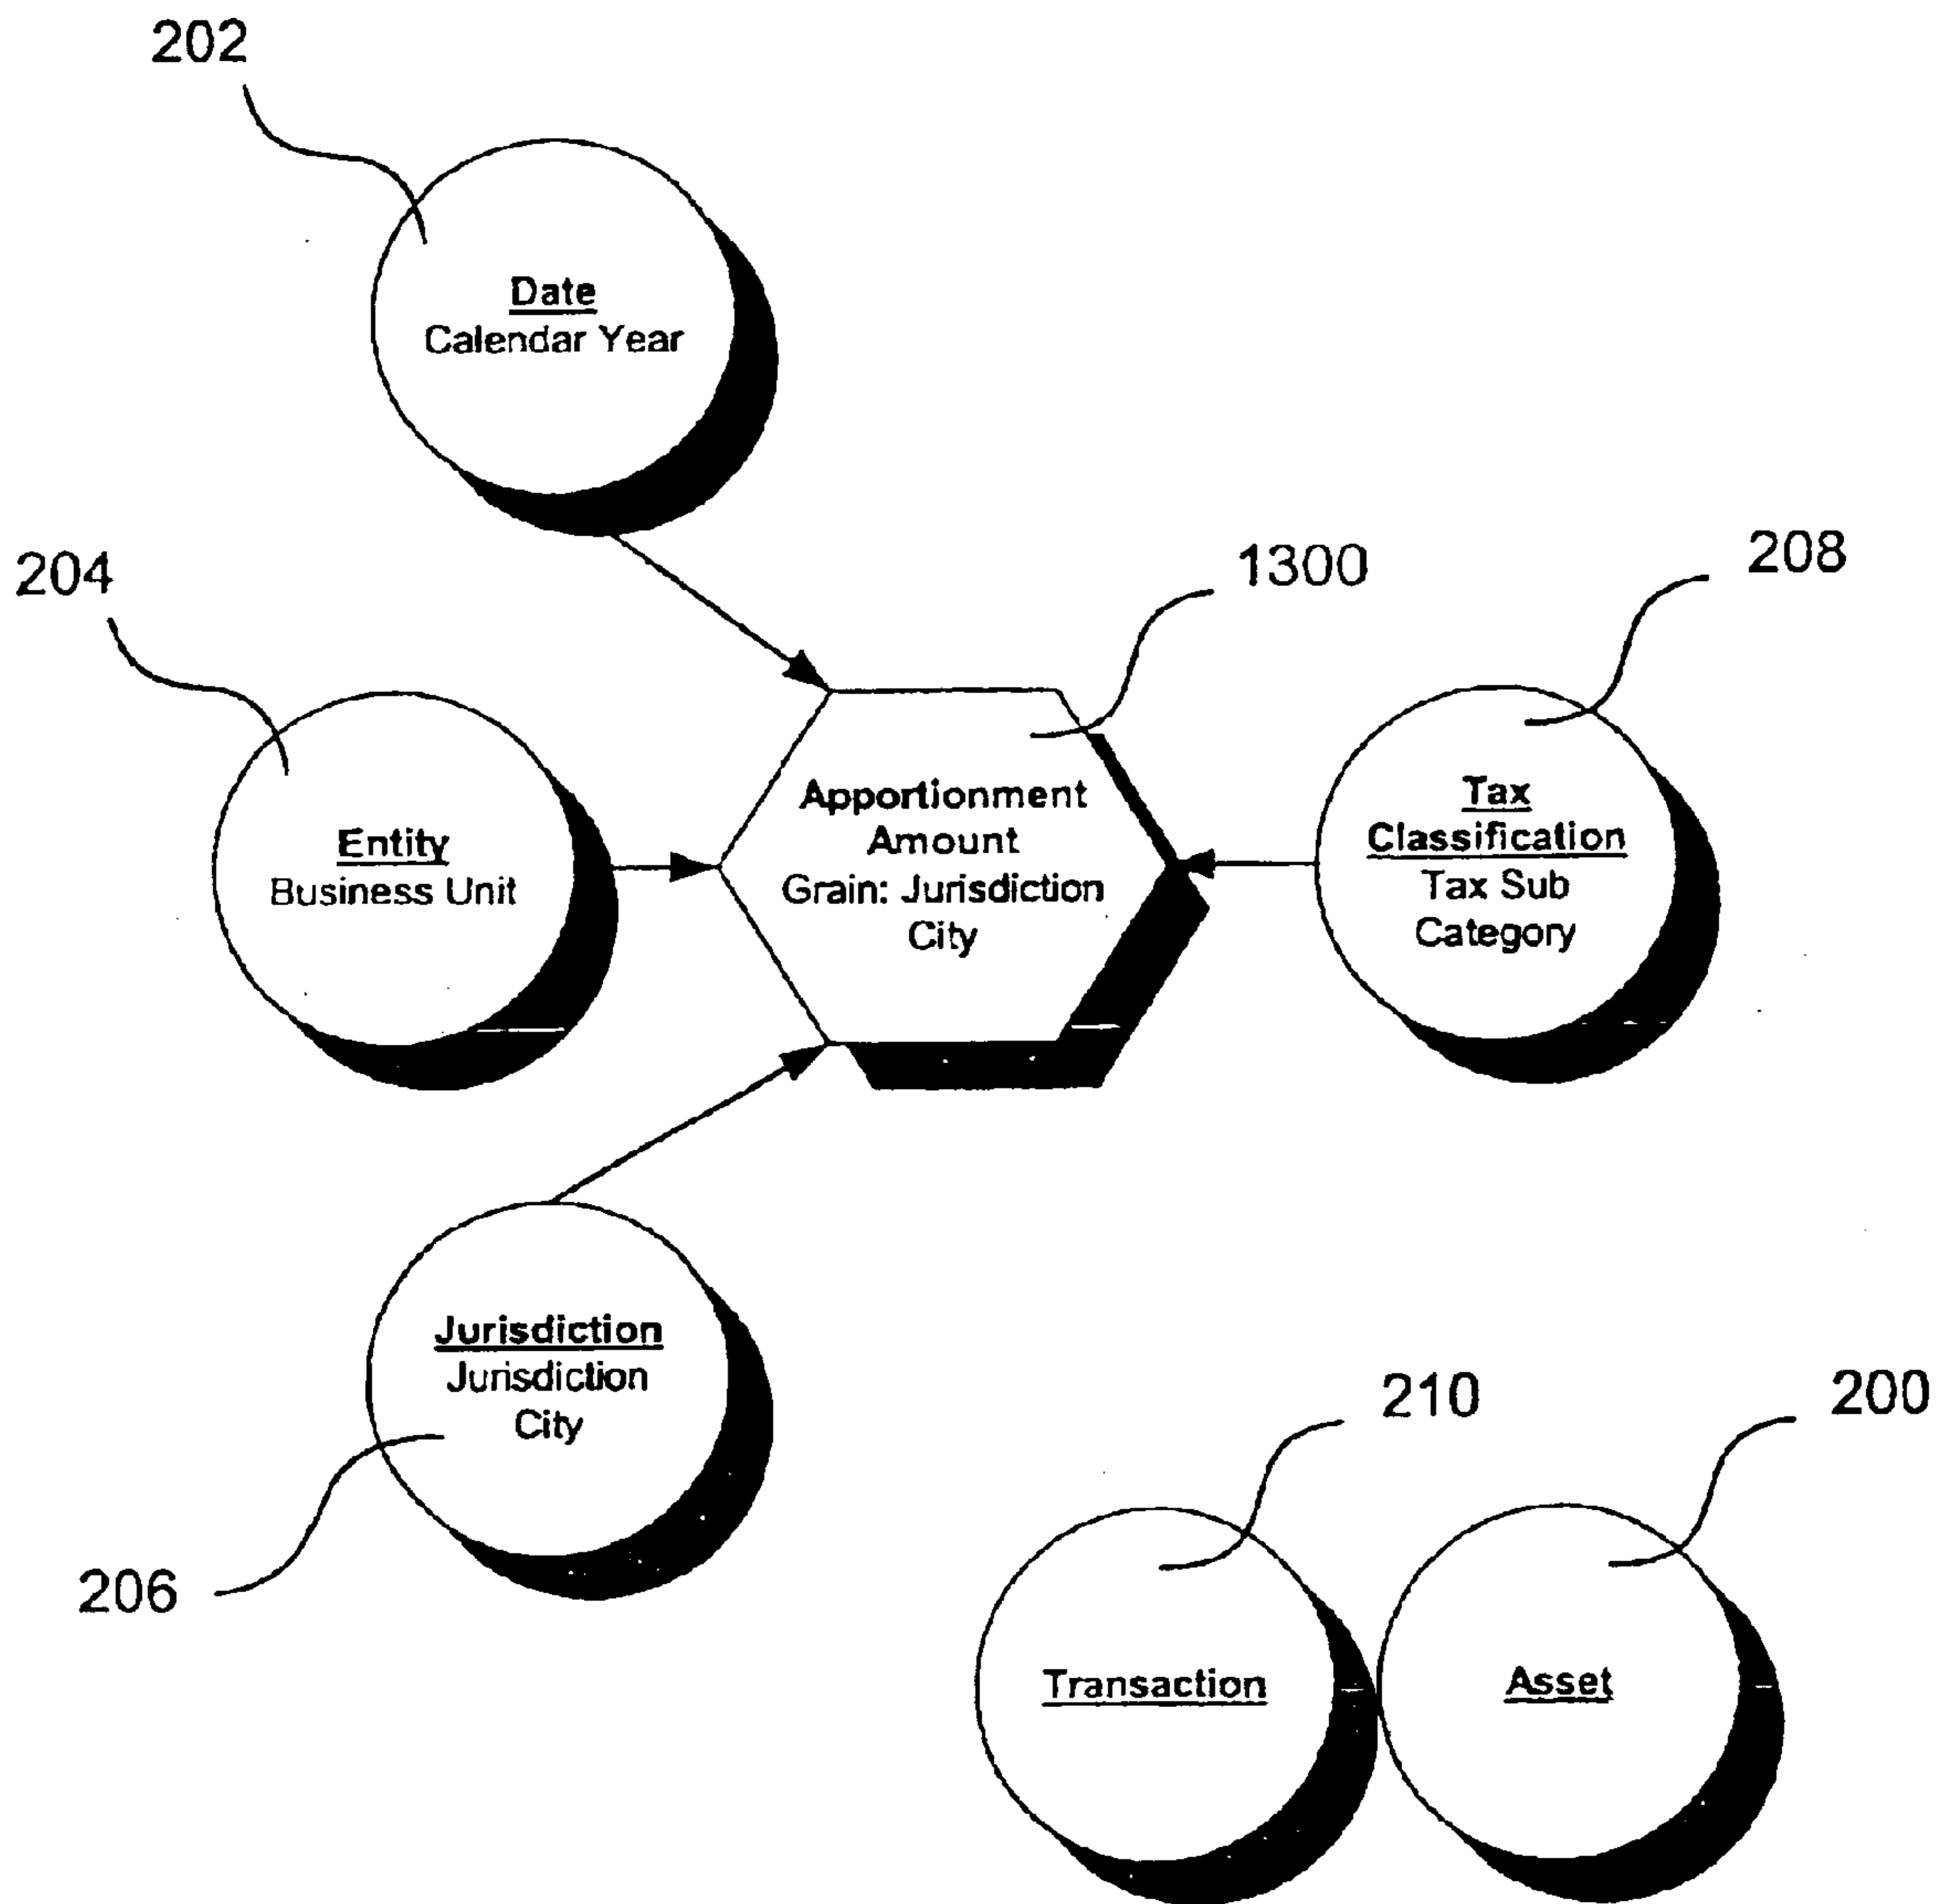 202
Date
Calendar Year
204
1300
208
Entity
Business Unit
Apportionment
Amount
Grain: Jurisdiction
City
Tax
Classification
Tax Sub
Category
Jurisdiction
Jurisdiction
City
206
210
200
Transaction
Asset